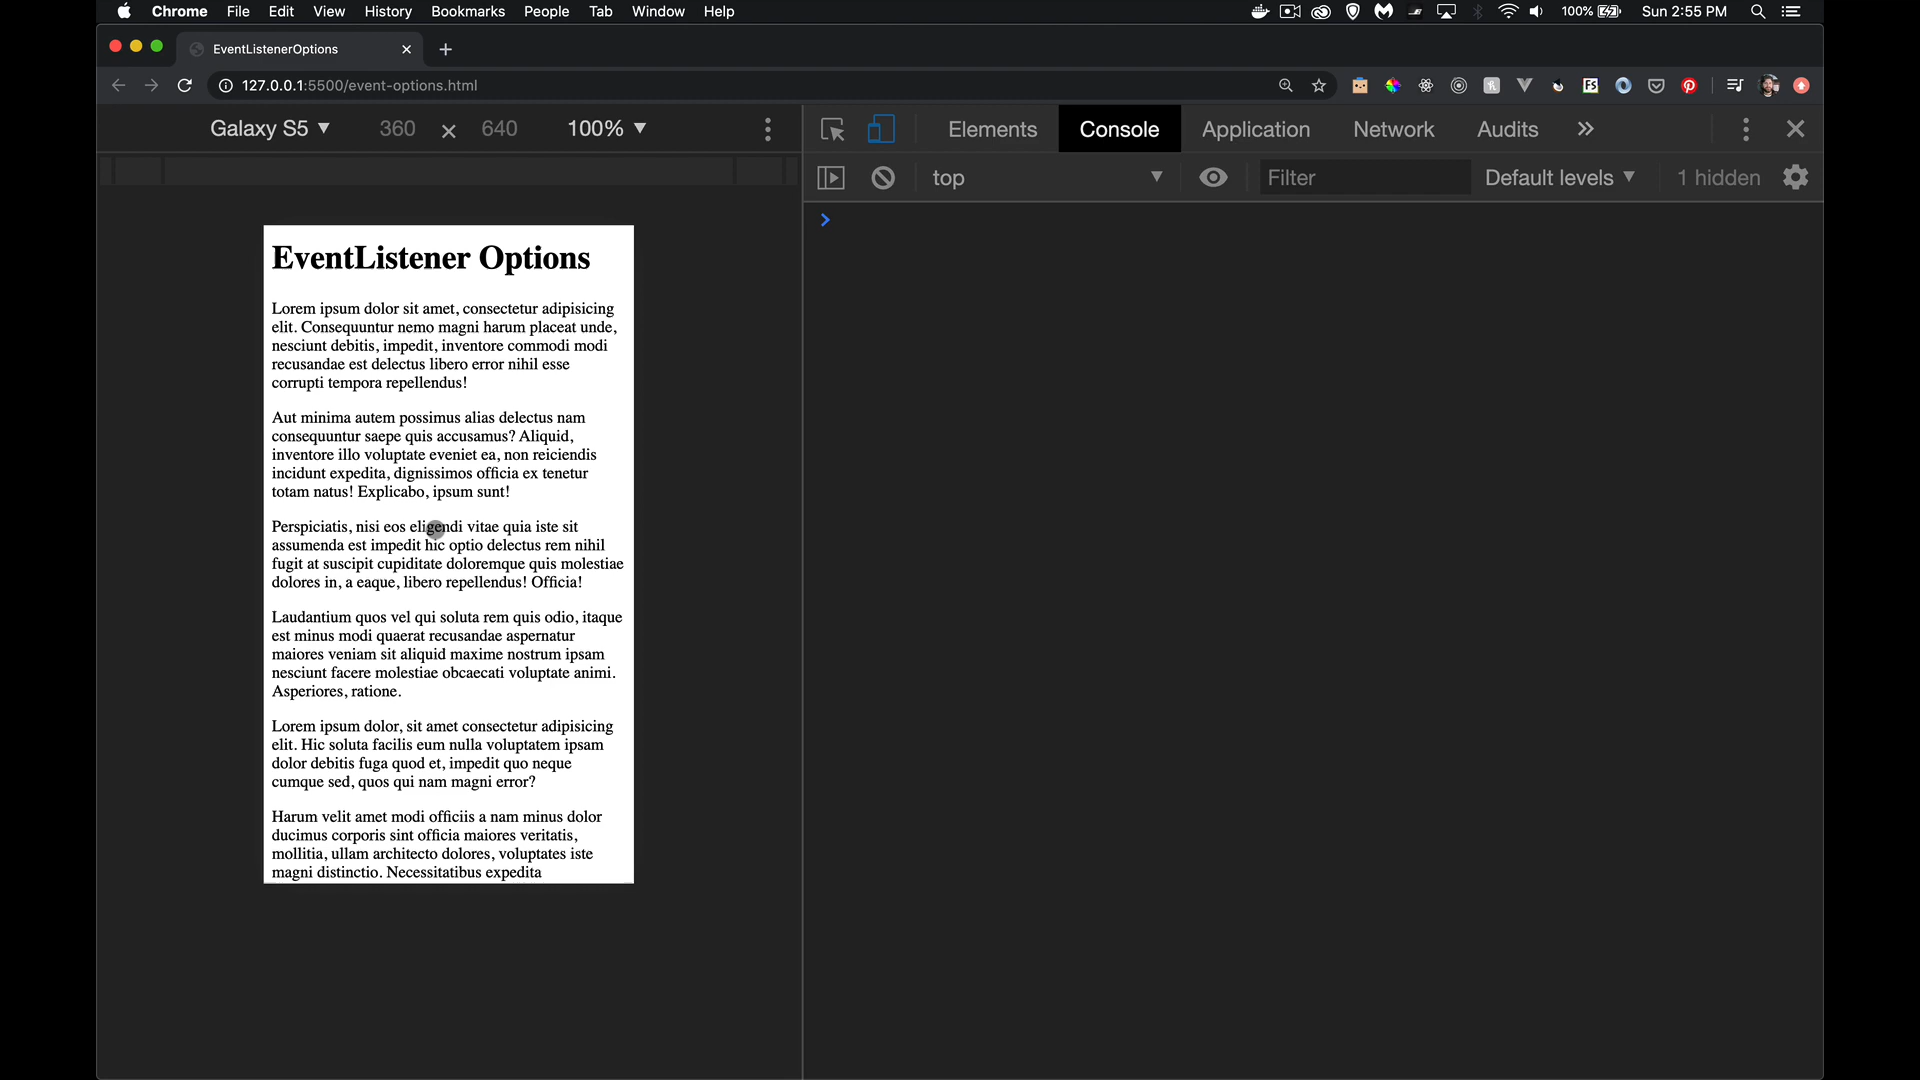 Chrome File Edit View History Bookmarks People Tab Window Help 100% Sun 2:55 PM
EventListenerOptions
127.0.0.1:5500/event-options.html
Galaxy S5 360 640 100%
Elements Console Application Network Audits
top Filter Default levels 1 hidden
EventListener Options
Lorem ipsum dolor sit amet, consectetur adipisicing
elit. Consequuntur nemo magni harum placeat unde,
nesciunt debitis, impedit, inventore commodi modi
recusandae est delectus libero error nihil esse
corrupti tempora repellendus!
Aut minima autem possimus alias delectus nam
consequuntur saepe quis accusamus? Aliquid,
inventore illo voluptate eveniet ea, non reiciendis
incidunt expedita, dignissimos officia ex tenetur
totam natus! Explicabo, ipsum sunt!
Perspiciatis, nisi eos eligendi vitae quia iste sit
assumenda est impedit hic optio delectus rem nihil
fugit at suscipit cupiditate doloremque quis molestiae
dolores in, a eaque, libero repellendus! Officia!
Laudantium quos vel qui soluta rem quis odio, itaque
est minus modi quaerat recusandae aspernatur
maiores veniam sit aliquid maxime nostrum ipsam
nesciunt facere molestiae obcaecati voluptate animi.
Asperiores, ratione.
Lorem ipsum dolor, sit amet consectetur adipisicing
elit. Hic soluta facilis eum nulla voluptatem ipsam
dolor debitis fuga quod et, impedit quo neque
cumque sed, quos qui nam magni error?
Harum velit amet modi officiis a nam minus dolor
ducimus corporis sint officia maiores veritatis,
mollitia, ullam architecto dolores, voluptates iste
magni distinctio. Necessitatibus expedita